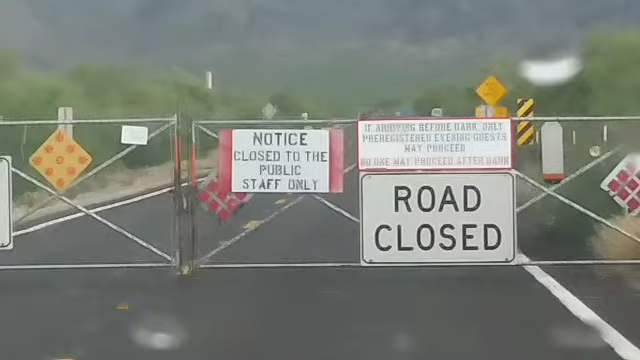 NOTICE
CLOSED TO THE
PUBLIC
STAFF ONLY
IF ARRIVING BEFORE DARK, ONLY
PREREGISTERED EVENING GUESTS
MAY PROCEED
NO ONE MAY PROCEED AFTER DARK
ROAD
CLOSED